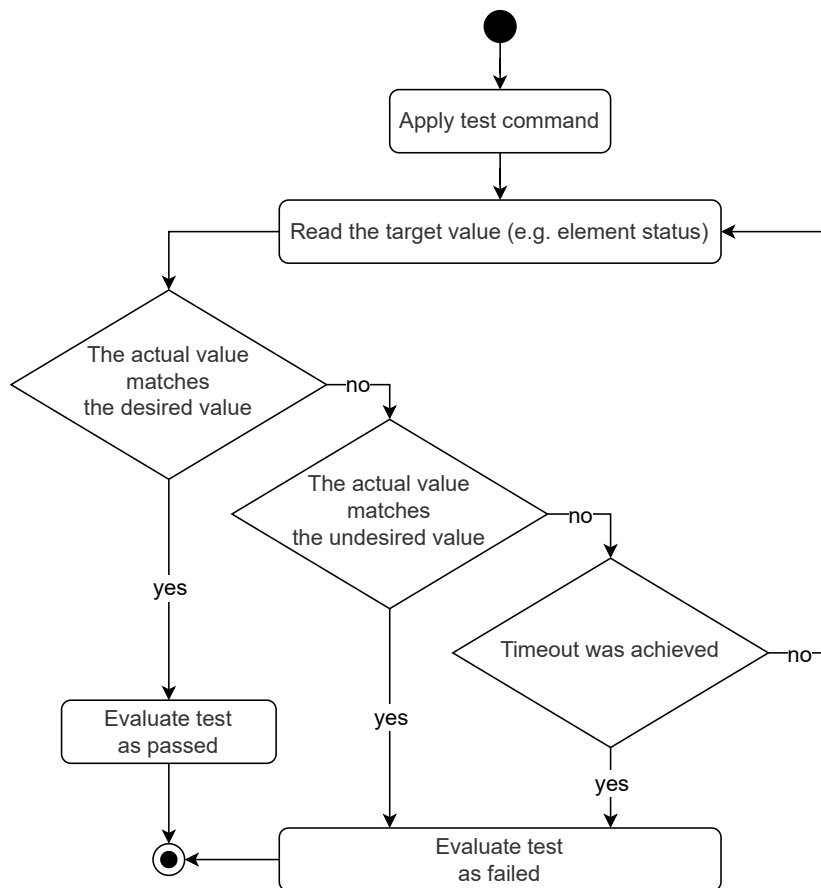 Apply test command
Read the target value (e.g. element status)
The actual value
matches
the desired value
no
The actual value
matches
the undesired value
no
yes
Timeout was achieved
no
Evaluate test
as passed
yes
yes
Evaluate test
as failed